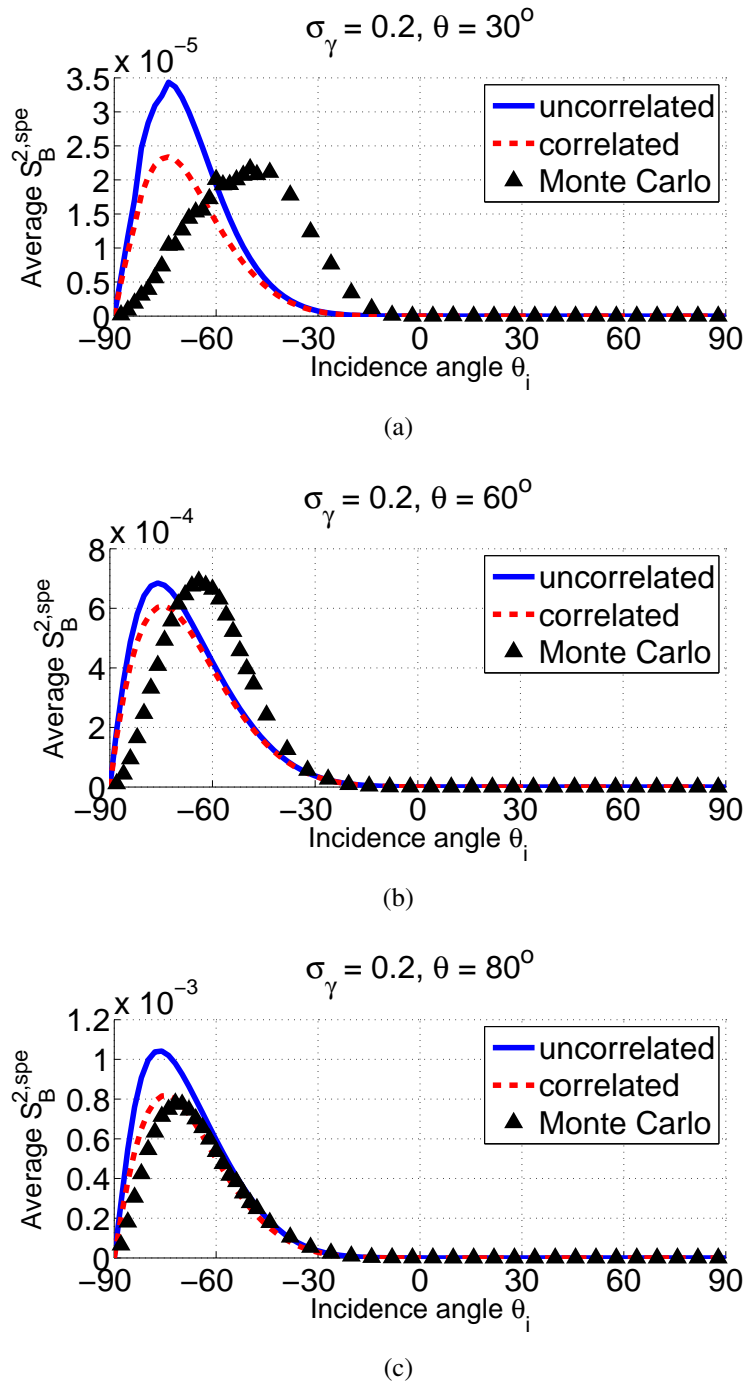 σγ = 0.2, θ = 30°
x 10⁻⁵
3.5
3
2.5
2
1.5
1
0.5
0
Average S_B^{2,spe}
uncorrelated
correlated
Monte Carlo
−90 −60 −30 0 30 60 90
Incidence angle θ_i
(a)
σγ = 0.2, θ = 60°
x 10⁻⁴
8
6
4
2
0
Average S_B^{2,spe}
uncorrelated
correlated
Monte Carlo
−90 −60 −30 0 30 60 90
Incidence angle θ_i
(b)
σγ = 0.2, θ = 80°
x 10⁻³
1.2
1
0.8
0.6
0.4
0.2
0
Average S_B^{2,spe}
uncorrelated
correlated
Monte Carlo
−90 −60 −30 0 30 60 90
Incidence angle θ_i
(c)